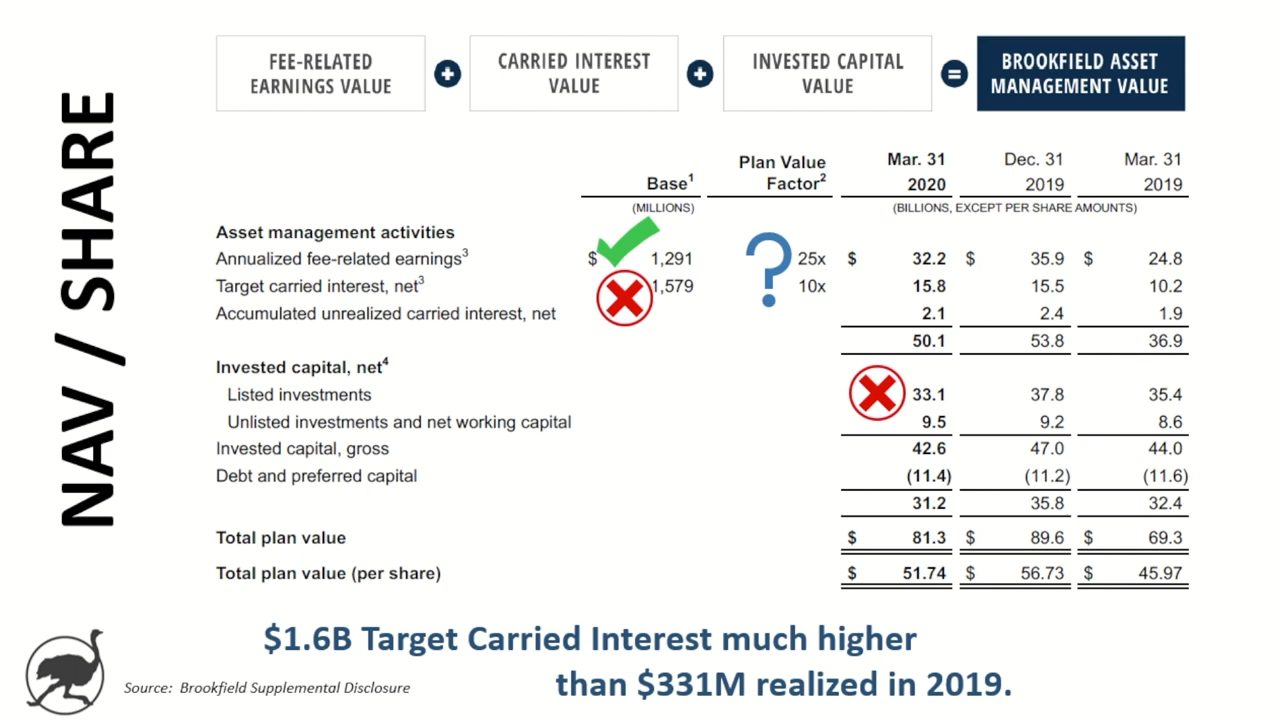 FEE-RELATED
EARNINGS VALUE
+
CARRIED INTEREST
VALUE
+
INVESTED CAPITAL
VALUE
=
BROOKFIELD ASSET
MANAGEMENT VALUE
NAV / SHARE
Base1
Plan Value
Factor2
Mar. 31
2020
Dec. 31
2019
Mar. 31
2019
(MILLIONS)
(BILLIONS, EXCEPT PER SHARE AMOUNTS)
Asset management activities
Annualized fee-related earnings3 $ 1,291 25x $ 32.2 $ 35.9 $ 24.8
Target carried interest, net3 1,579 10x 15.8 15.5 10.2
?
Accumulated unrealized carried interest, net 2.1 2.4 1.9
50.1 53.8 36.9
Invested capital, net4
Listed investments 33.1 37.8 35.4
Unlisted investments and net working capital 9.5 9.2 8.6
Invested capital, gross 42.6 47.0 44.0
Debt and preferred capital (11.4) (11.2) (11.6)
31.2 35.8 32.4
Total plan value $ 81.3 $ 89.6 $ 69.3
Total plan value (per share) $ 51.74 $ 56.73 $ 45.97
$1.6B Target Carried Interest much higher
than $331M realized in 2019.
Source: Brookfield Supplemental Disclosure